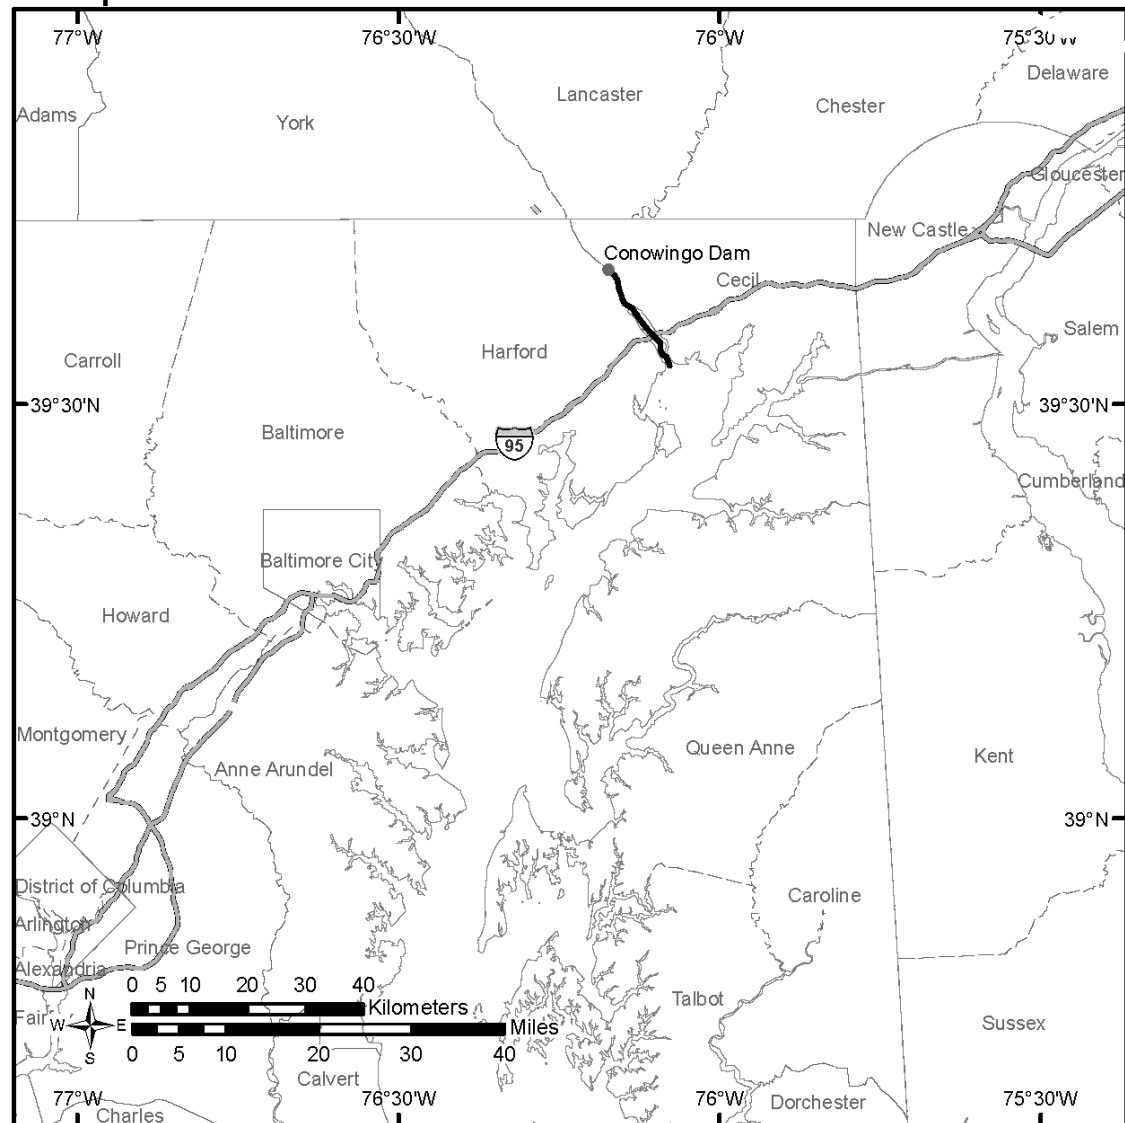 77°W 76°30'W 76°W 75°30'W
Delaware
Lancaster
Chester
Adams
York
Gloucester
New Castle
Conowingo Dam
Cecil
Salem
Harford
Carroll
39°30'N 39°30'N
Baltimore
95
Cumberland
Baltimore City
Howard
Montgomery
Queen Anne
Kent
Anne Arundel
39°N 39°N
District of Columbia
Caroline
Arlington
Prince George
Alexandria
0 5 10 20 30 40
N
Talbot
Kilometers
Fair
W E
Sussex
Miles
S
0 5 10 20 30 40
Calvert
77°W 76°30'W 76°W 75°30'W
Dorchester
Charles